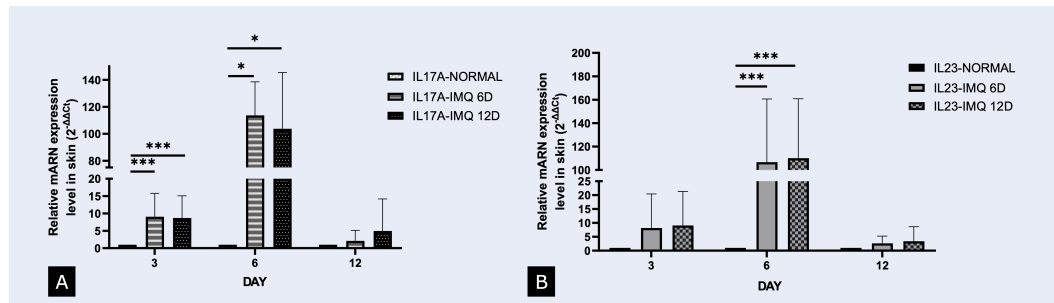 Relative mARN expression
level in skin (2-ΔΔCt)
140
120
100
80
20
15
10
5
0
***
***
*
*
3
6
12
DAY
IL17A-NORMAL
IL17A-IMQ 6D
IL17A-IMQ 12D
A
Relative mARN expression
level in skin (2-ΔΔCt)
200
180
160
140
120
100
25
20
15
10
5
0
***
***
3
6
12
DAY
IL23-NORMAL
IL23-IMQ 6D
IL23-IMQ 12D
B